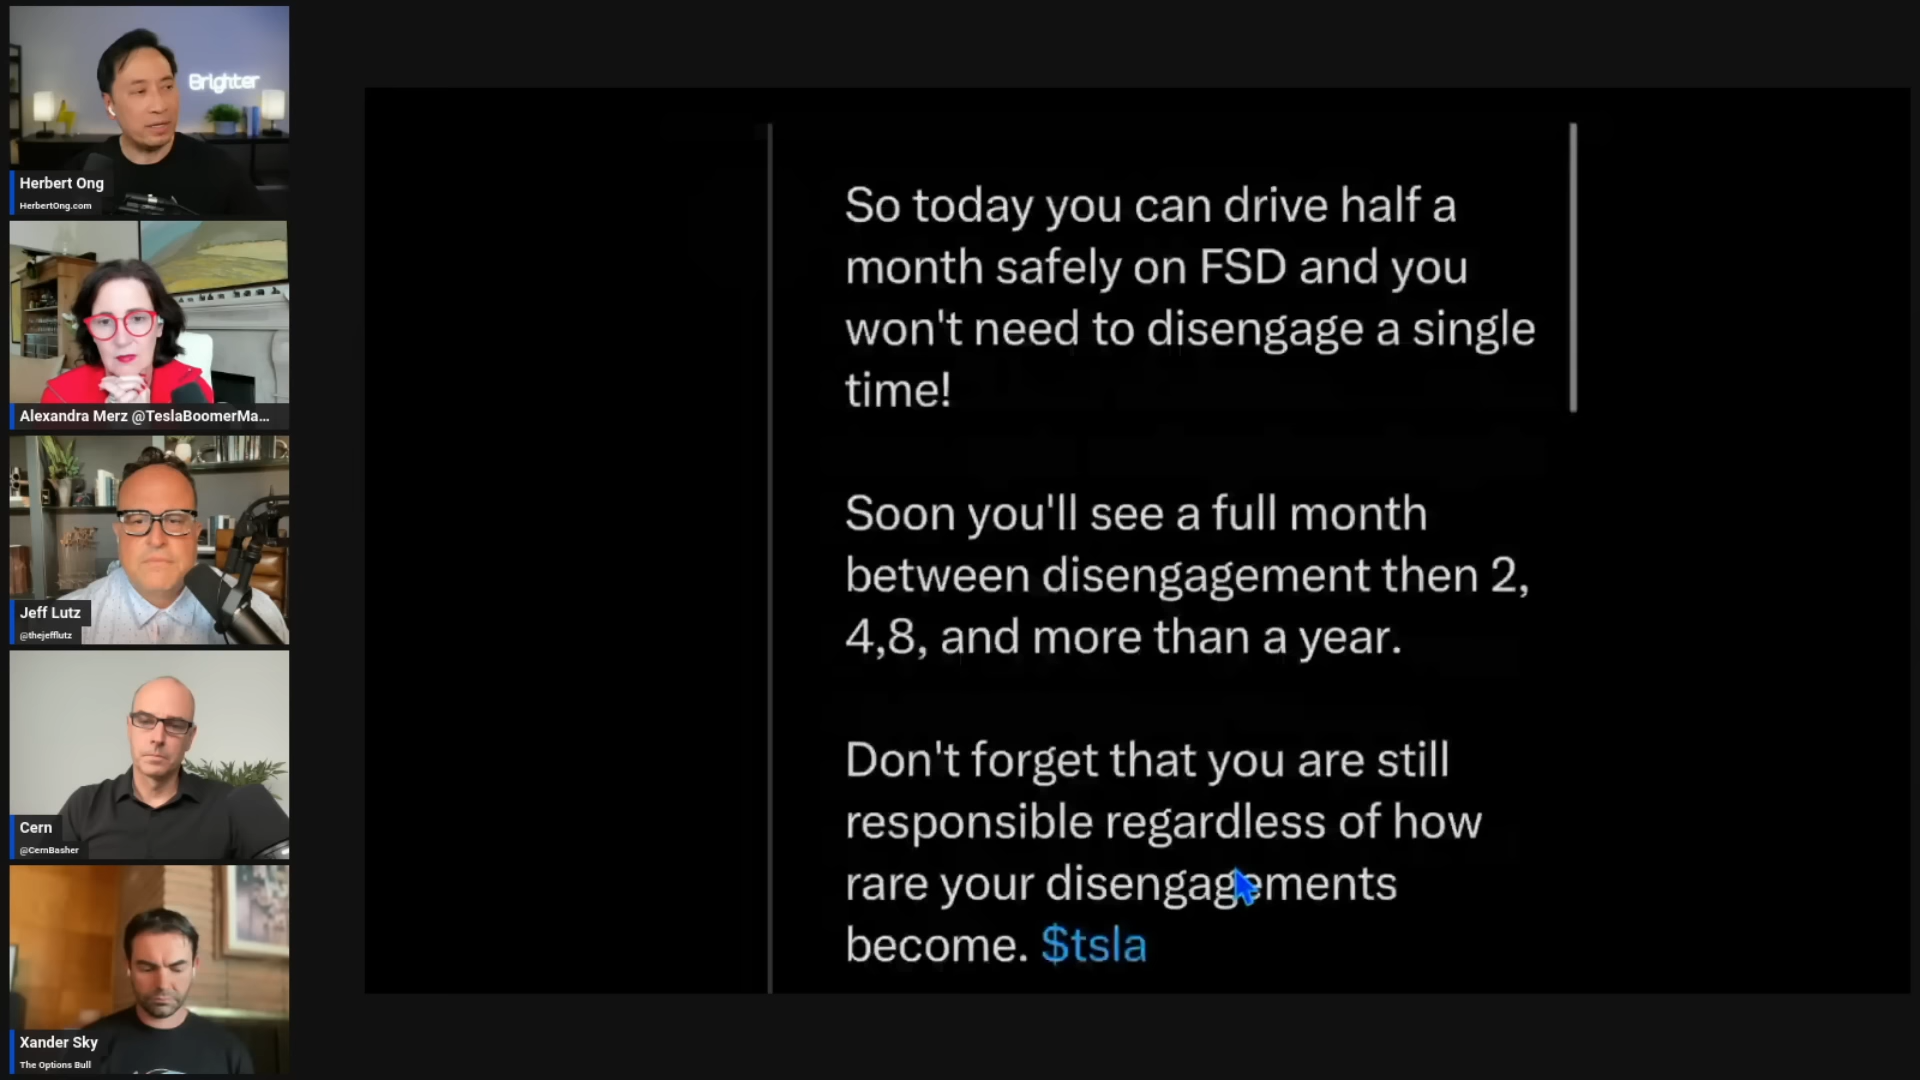 Brighter
Herbert Ong
HerbertOng.com
Alexandra Merz @TeslaBoomerMa...
Jeff Lutz
@thejefflutz
Cern
@CernBasher
Xander Sky
The Options Bull
So today you can drive half a
month safely on FSD and you
won't need to disengage a single
time!
Soon you'll see a full month
between disengagement then 2,
4,8, and more than a year.
Don't forget that you are still
responsible regardless of how
rare your disengagements
become. $tsla